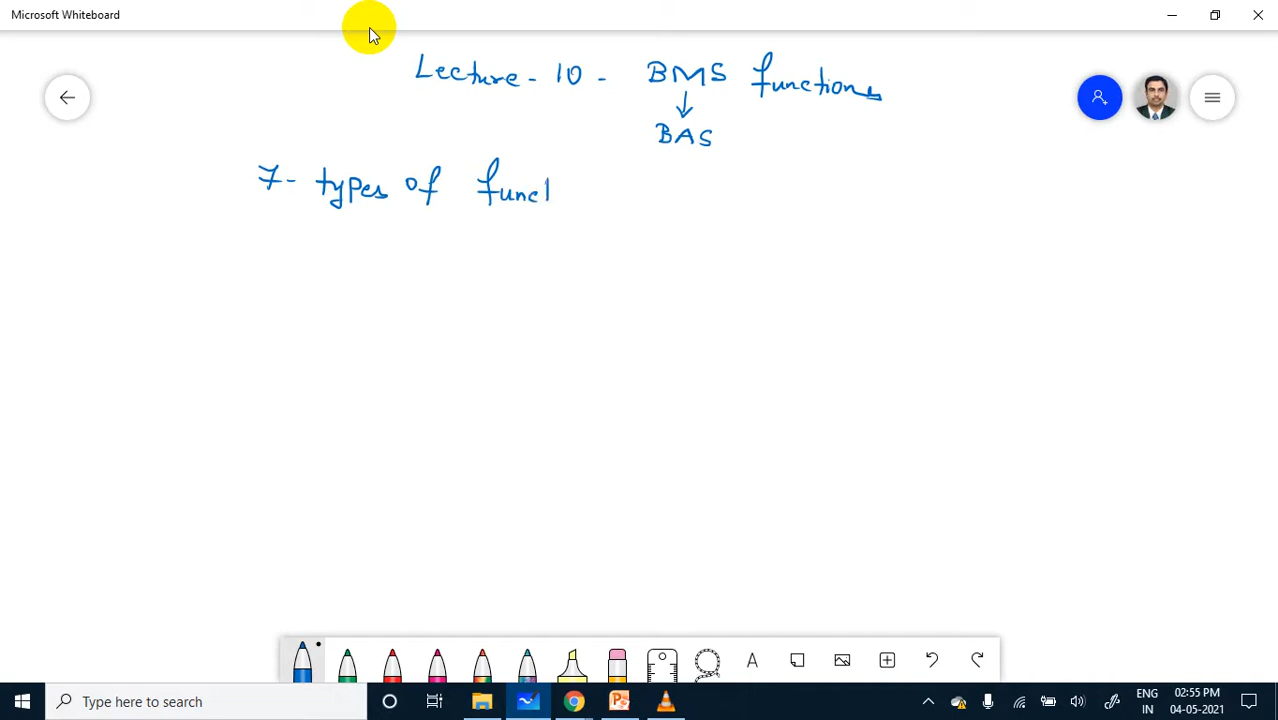 Microsoft Whiteboard
Lecture - 10 - BMS functions
BAS
7- types of funcl
A
Type here to search
ENG 02:55 PM
IN 04-05-2021